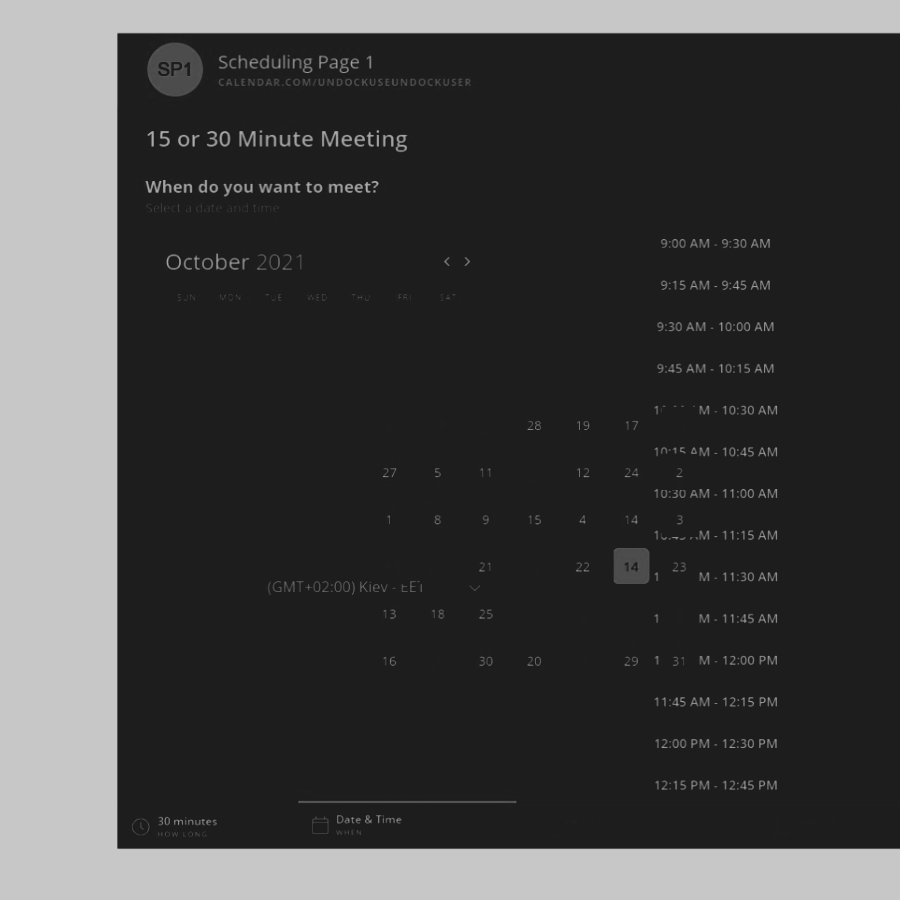 SP1
Scheduling Page 1
CALENDAR.COM/UNDOCKUSEUNDOCKUSER
15 or 30 Minute Meeting
When do you want to meet?
Select a date and time
October 2021
SUN MON TUE WED THU FRI SAT
28 19 17
27 5 11 12 24 2
1 8 9 15 4 14 3
21 22 14 23
(GMT+02:00) Kiev - EET
13 18 25
16 30 20 29 31
9:00 AM - 9:30 AM
9:15 AM - 9:45 AM
9:30 AM - 10:00 AM
9:45 AM - 10:15 AM
M - 10:30 AM
10:15 AM - 10:45 AM
10:30 AM - 11:00 AM
M - 11:15 AM
1 M - 11:30 AM
1 M - 11:45 AM
1 M - 12:00 PM
11:45 AM - 12:15 PM
12:00 PM - 12:30 PM
12:15 PM - 12:45 PM
30 minutes
HOW LONG
Date & Time
WHEN